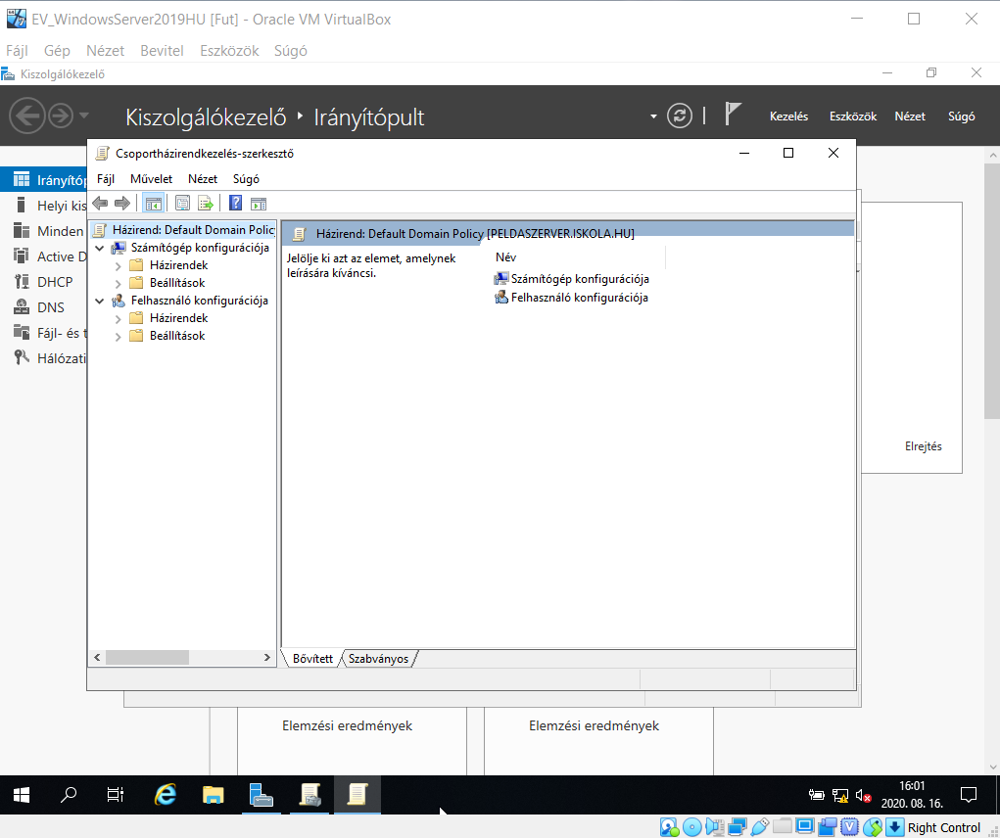 EV_WindowsServer2019HU [Fut] - Oracle VM VirtualBox
Fájl Gép Nézet Bevitel Eszközök Súgó
Kiszolgálókezelő
Kiszolgálókezelő Irányítópult
Kezelés Eszközök Nézet Súgó
Csoportházirendkezelés-szerkesztő
Fájl Művelet Nézet Súgó
Irányítóp
Helyi kis
Minden
Active D
DHCP
DNS
Fájl- és t
Hálózati
Házirend: Default Domain Polic
Számítógép konfigurációja
Házirendek
Beállítások
Felhasználó konfigurációja
Házirendek
Beállítások
Házirend: Default Domain Policy [PELDASZERVER.ISKOLA.HU]
Jelölje ki azt az elemet, amelynek
leírására kíváncsi.
Név
Számítógép konfigurációja
Felhasználó konfigurációja
Elrejtés
Bővített Szabványos
Elemzési eredmények Elemzési eredmények
16:01
2020. 08. 16.
Right Control